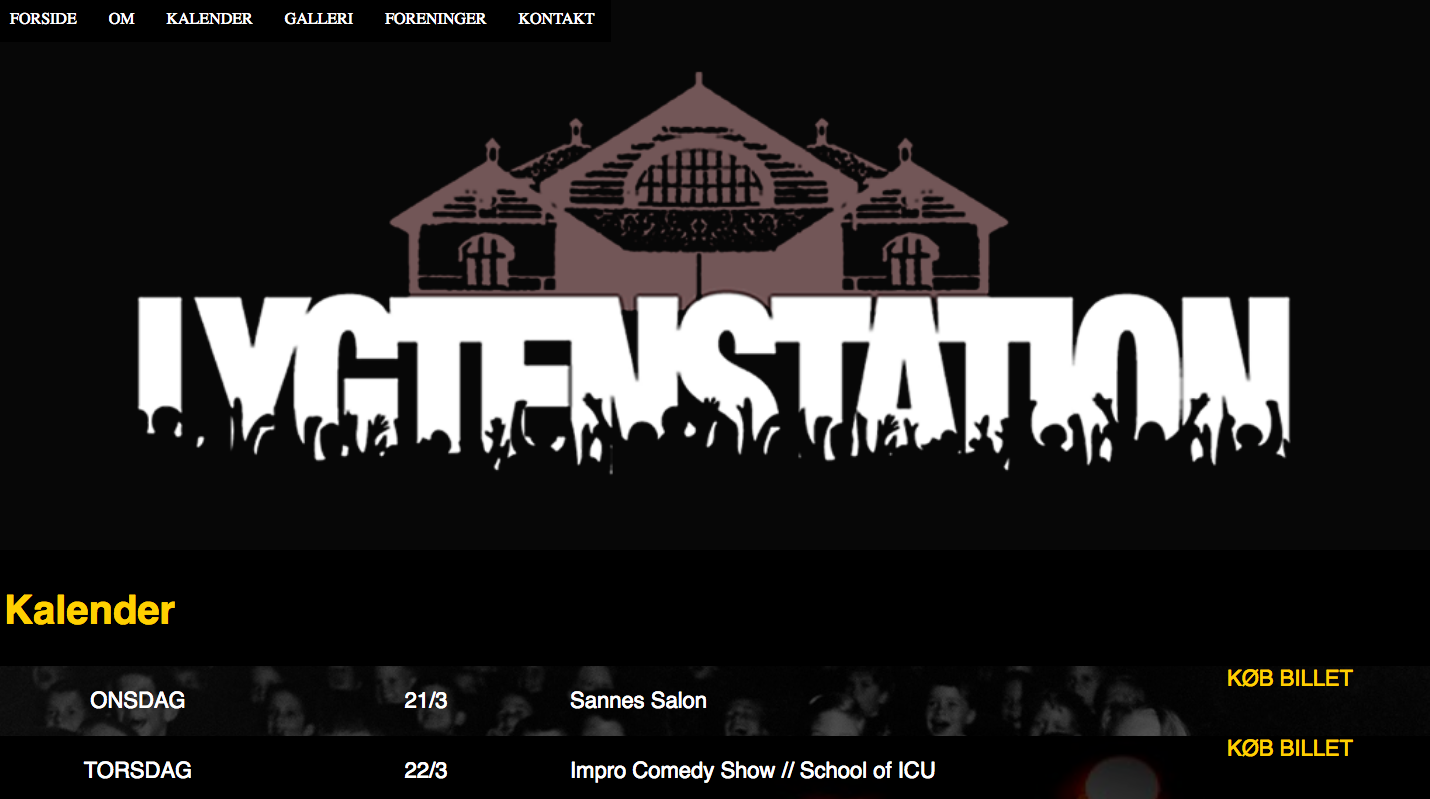 FORSIDE OM KALENDER GALLERI FORENINGER KONTAKT
LYGTENSTATION
Kalender
ONSDAG 21/3 Sannes Salon KØB BILLET
TORSDAG 22/3 Impro Comedy Show // School of ICU KØB BILLET